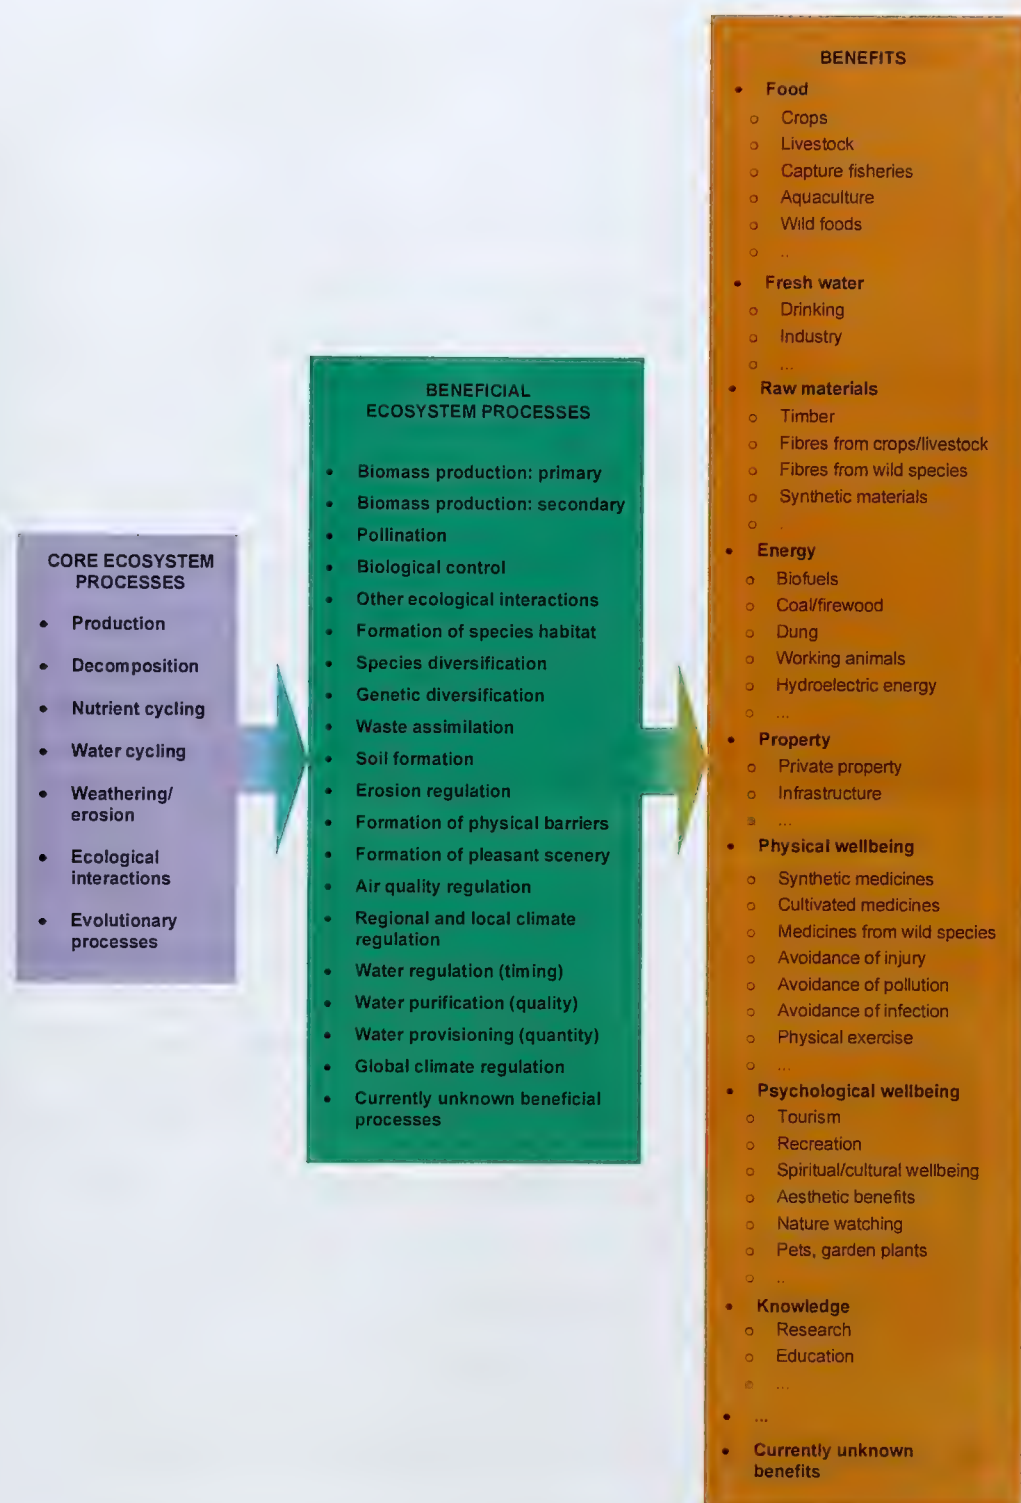 CORE ECOSYSTEM
PROCESSES
• Production
• Decomposition
• Nutrient cycling
• Water cycling
• Weathering/
erosion
• Ecological
interactions
• Evolutionary
processes
BENEFICIAL
ECOSYSTEM PROCESSES
• Biomass production: primary
• Biomass production: secondary
• Pollination
• Biological control
• Other ecological interactions
• Formation of species habitat
• Species diversification
• Genetic diversification
• Waste assimilation
• Soil formation
• Erosion regulation
• Formation of physical barriers
• Formation of pleasant scenery
• Air quality regulation
• Regional and local climate
regulation
• Water regulation (timing)
• Water purification (quality)
• Water provisioning (quantity)
• Global climate regulation
• Currently unknown beneficial
processes
BENEFITS
• Food
o Crops
o Livestock
o Capture fisheries
o Aquaculture
o Wild foods
o ..
• Fresh water
o Drinking
o Industry
o ...
• Raw materials
o Timber
o Fibres from crops/livestock
o Fibres from wild species
o Synthetic materials
o .
• Energy
o Biofuels
o Coal/firewood
o Dung
o Working animals
o Hydroelectric energy
o ...
• Property
o Private property
o Infrastructure
o ...
• Physical wellbeing
o Synthetic medicines
o Cultivated medicines
o Medicines from wild species
o Avoidance of injury
o Avoidance of pollution
o Avoidance of infection
o Physical exercise
o ...
• Psychological wellbeing
o Tourism
o Recreation
o Spiritual/cultural wellbeing
o Aesthetic benefits
o Nature watching
o Pets, garden plants
o ..
• Knowledge
o Research
o Education
o ...
• ...
• Currently unknown
benefits